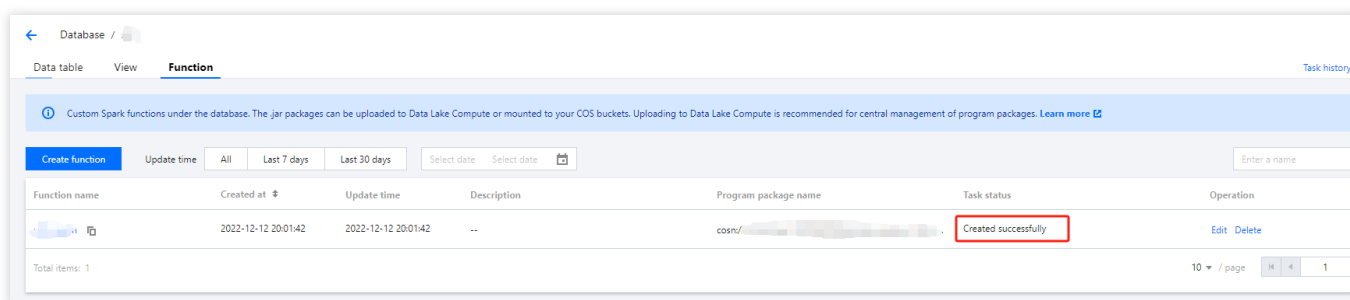 Database /
Data table View Function Task history
Custom Spark functions under the database. The .jar packages can be uploaded to Data Lake Compute or mounted to your COS buckets. Uploading to Data Lake Compute is recommended for central management of program packages. Learn more
Create function Update time All Last 7 days Last 30 days Select date Select date Enter a name
Function name Created at Update time Description Program package name Task status Operation
2022-12-12 20:01:42 2022-12-12 20:01:42 -- cosn:/ Created successfully Edit Delete
Total items: 1 10 / page 1